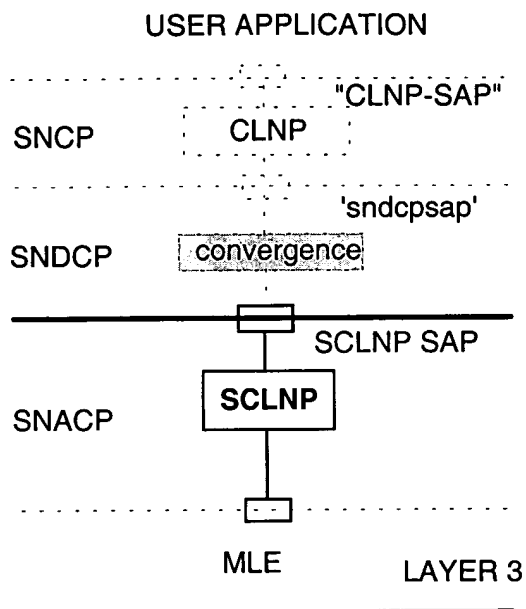 USER APPLICATION
"CLNP-SAP"
SNCP
CLNP
'sndcpsap'
SNDCP
convergence
SCLNP SAP
SNACP
SCLNP
MLE
LAYER 3